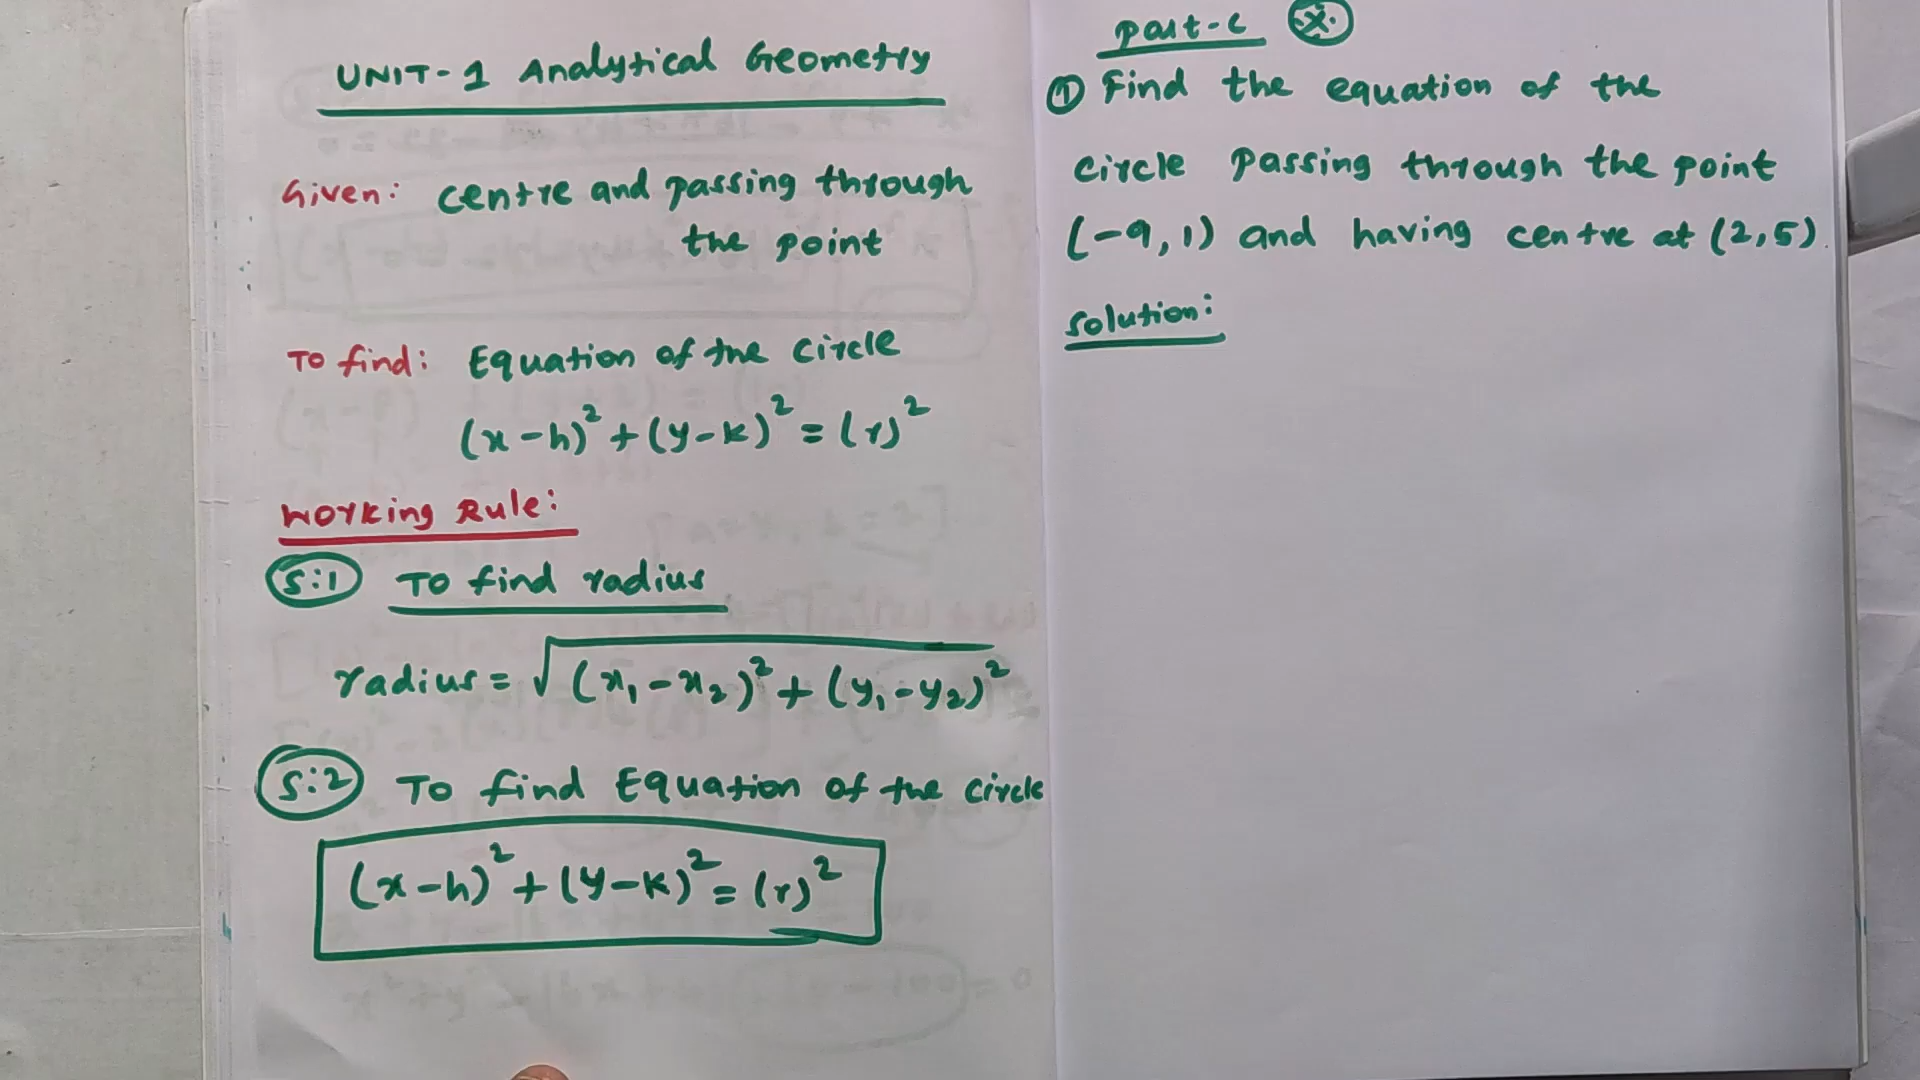 UNIT-1 Analytical Geometry
Given: centre and passing through
the point
To find: Equation of the circle
(x-h)² + (y-k)² = (r)²
Working Rule:
S:1 To find radius
radius = √(x₁-x₂)² + (y₁-y₂)²
S:2 To find Equation of the circle
(x-h)² + (y-k)² = (r)²
Part-C
① Find the equation of the
circle passing through the point
(-9,1) and having centre at (2,5).
Solution: